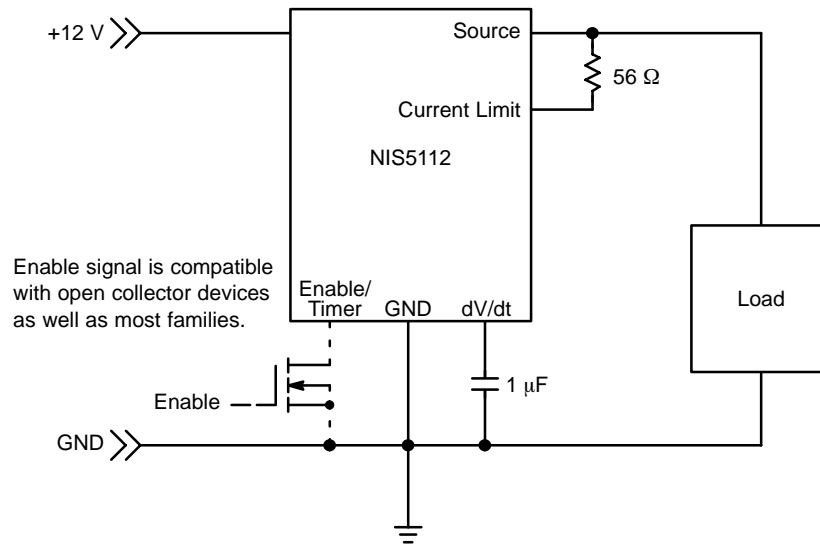 +12 V
Source
56 Ω
Current Limit
NIS5112
Enable signal is compatible
with open collector devices
as well as most families.
Enable/
Timer
GND
dV/dt
Load
1 μF
Enable
GND